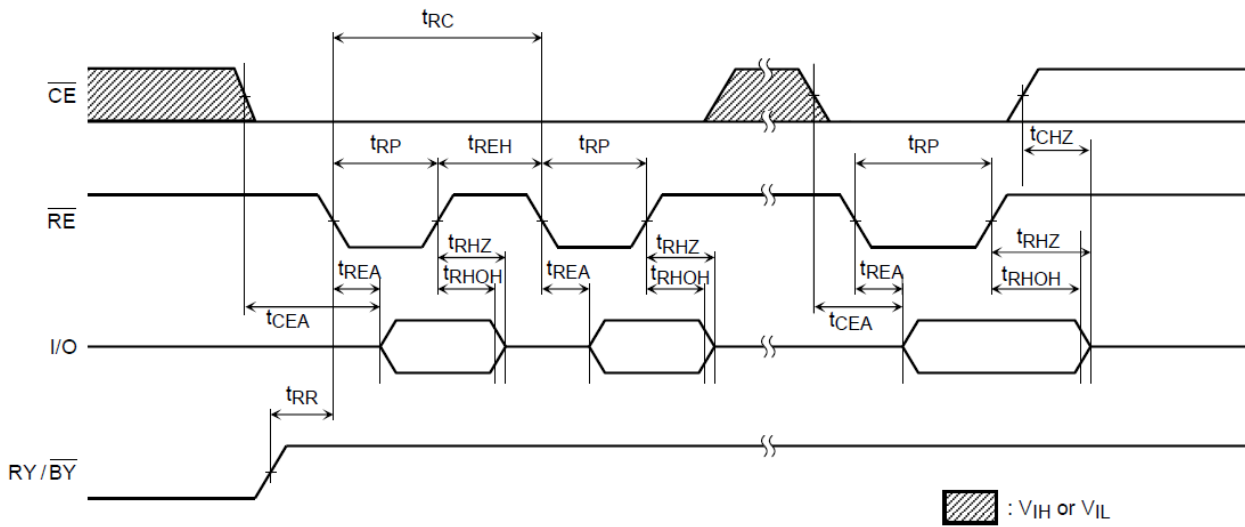 tRC
CE
tCHZ
tRP tREH tRP tRP
RE
tRHZ tRHZ tRHZ
tREA tRHOH tREA tRHOH tREA tRHOH
tCEA tCEA
I/O
tRR
RY / BY
: VIH or VIL